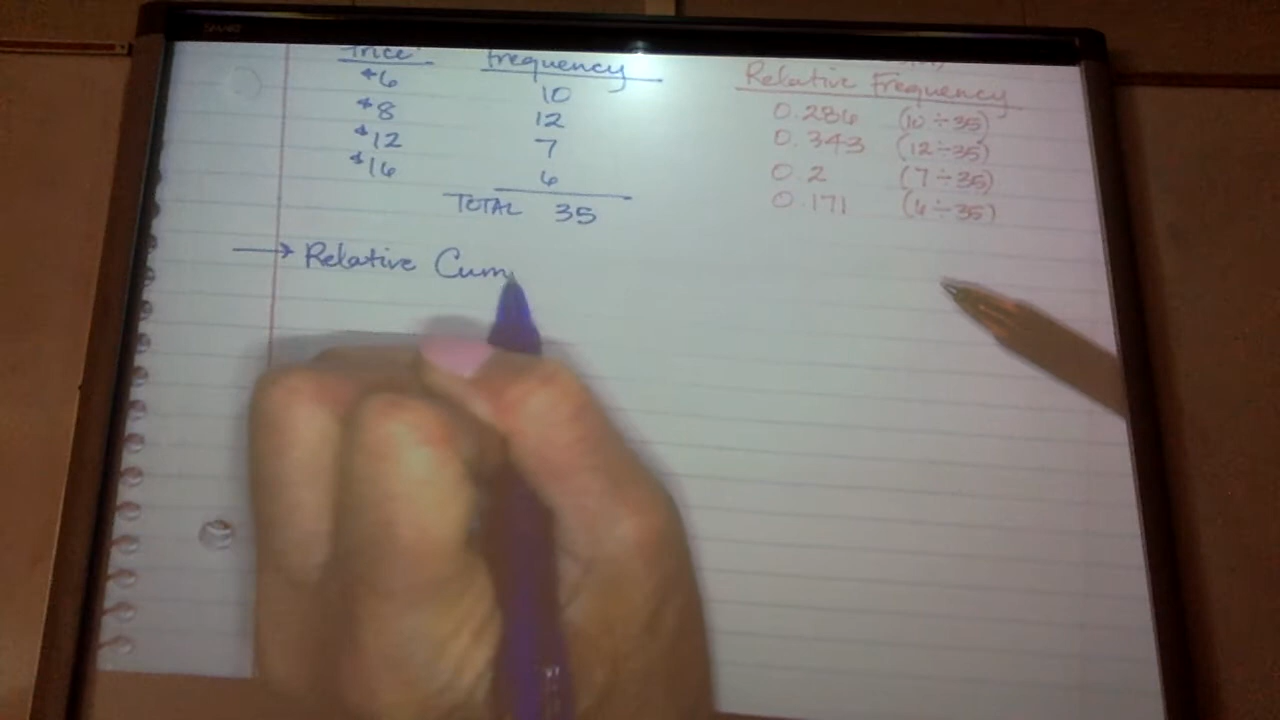 Price Frequency Relative Frequency
$6 10 0.286 (10 ÷ 35)
$8 12 0.343 (12 ÷ 35)
$12 7 0.2 (7 ÷ 35)
$16 6 0.171 (6 ÷ 35)
TOTAL 35
→ Relative Cum